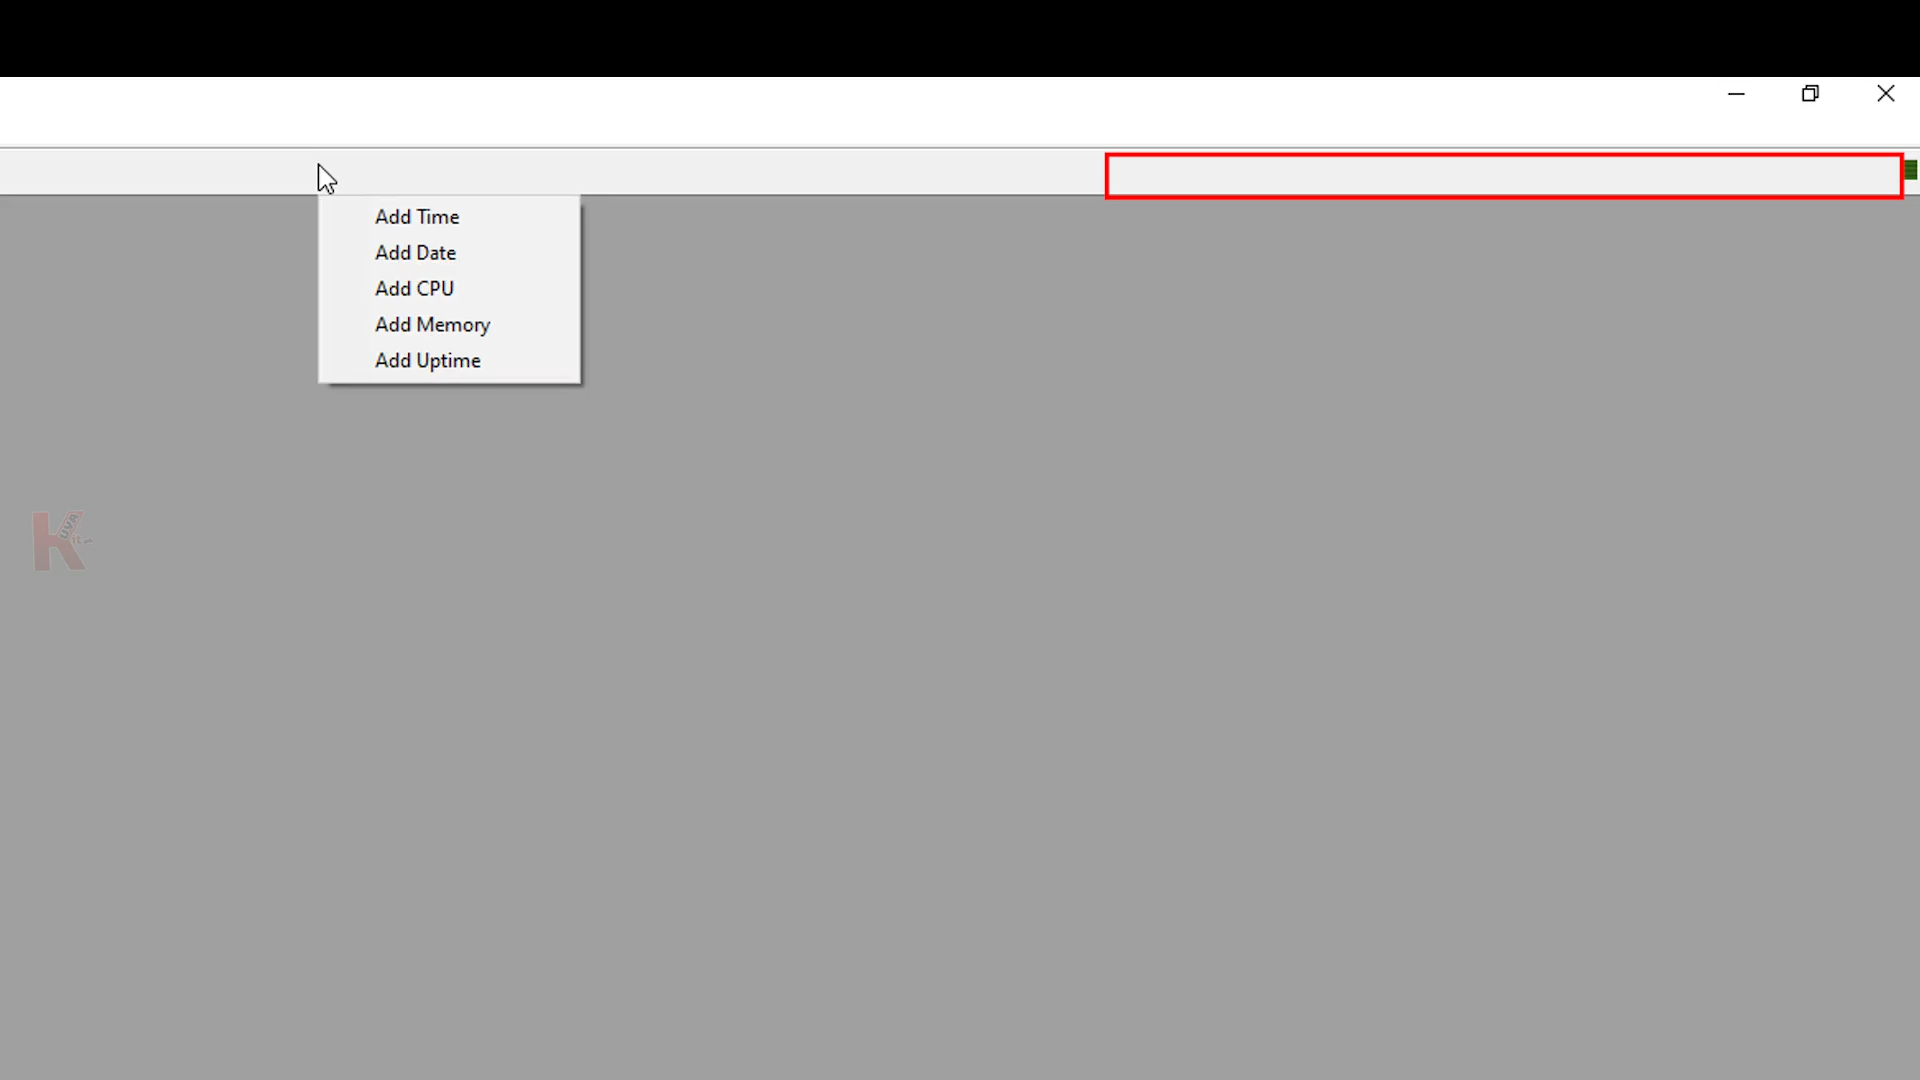 Add Time
Add Date
Add CPU
Add Memory
Add Uptime
K